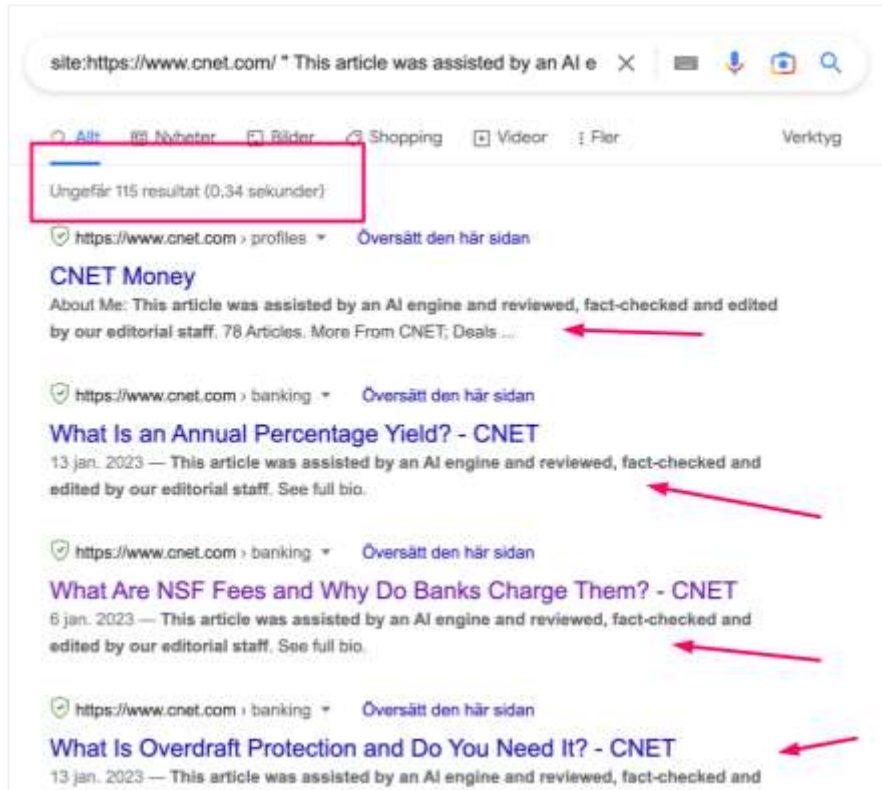 site:https://www.cnet.com/ " This article was assisted by an AI e
Allt Nyheter Bilder Shopping Videor Fler Verktyg
Ungefär 115 resultat (0,34 sekunder)
https://www.cnet.com › profiles Översätt den här sidan
CNET Money
About Me: This article was assisted by an AI engine and reviewed, fact-checked and edited
by our editorial staff. 78 Articles. More From CNET; Deals ...
https://www.cnet.com › banking Översätt den här sidan
What Is an Annual Percentage Yield? - CNET
13 jan. 2023 — This article was assisted by an AI engine and reviewed, fact-checked and
edited by our editorial staff. See full bio.
https://www.cnet.com › banking Översätt den här sidan
What Are NSF Fees and Why Do Banks Charge Them? - CNET
6 jan. 2023 — This article was assisted by an AI engine and reviewed, fact-checked and
edited by our editorial staff. See full bio.
https://www.cnet.com › banking Översätt den här sidan
What Is Overdraft Protection and Do You Need It? - CNET
13 jan. 2023 — This article was assisted by an AI engine and reviewed, fact-checked and